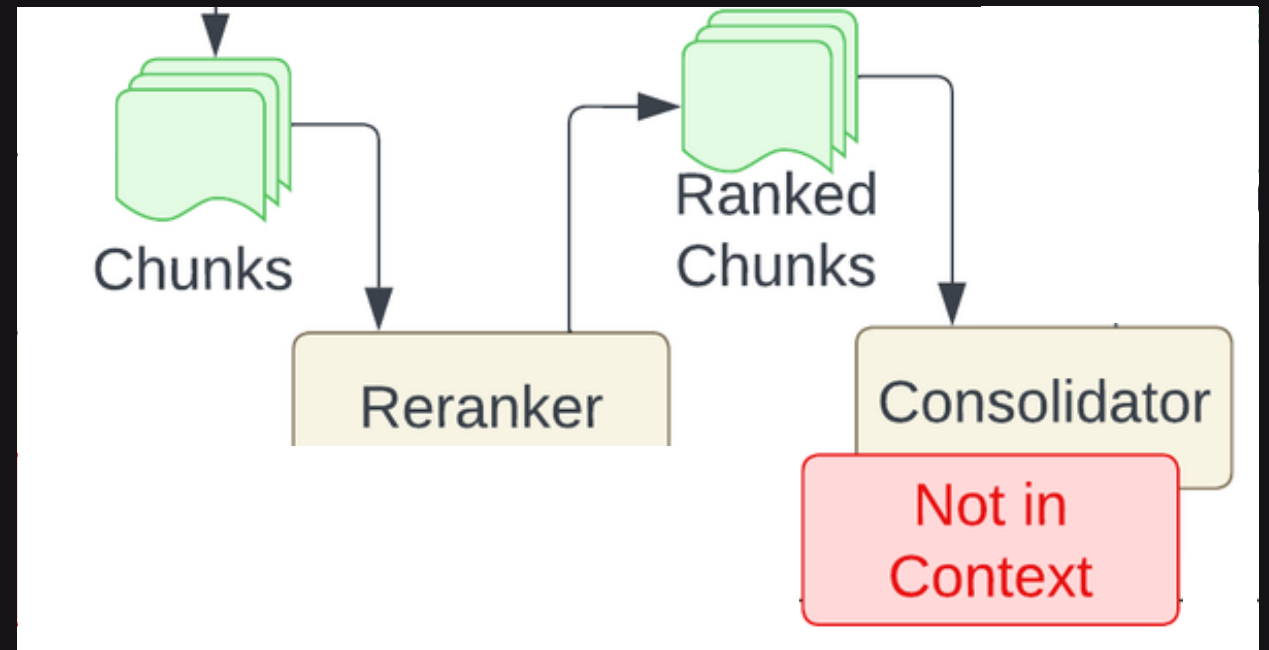 Chunks
Reranker
Ranked
Chunks
Consolidator
Not in
Context